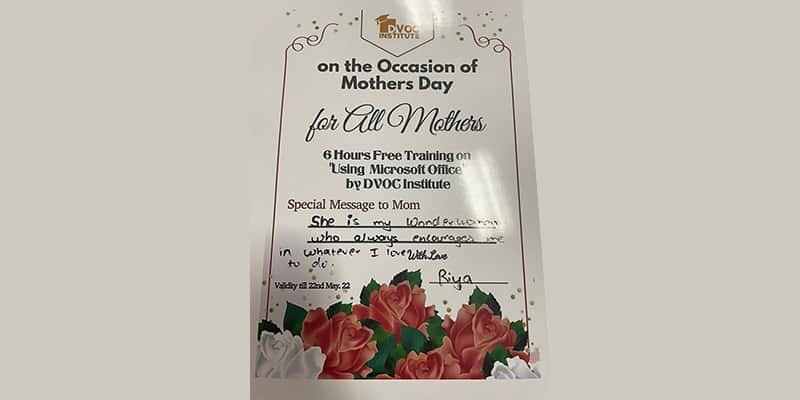 DVOC
INSTITUTE
on the Occasion of
Mothers Day
for All Mothers
6 Hours Free Training on
"Using Microsoft Office"
by DVOC Institute
Special Message to Mom
She is my Wonderwoman
who always encourages me
in whatever I love With Love
to do.
Riya
Validity till 22nd May, 22